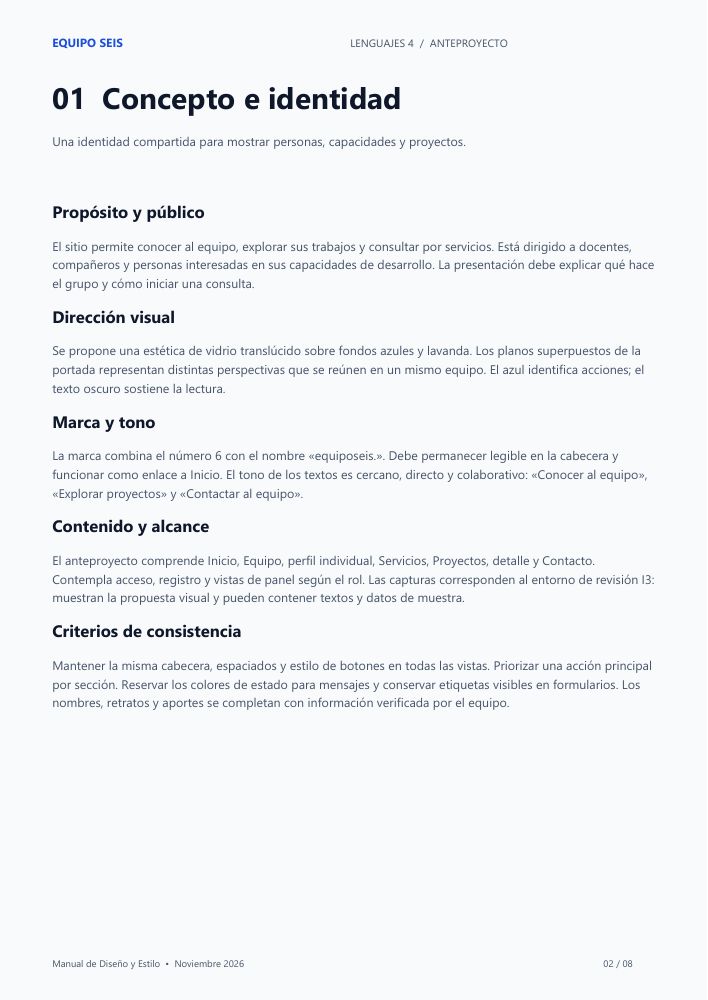 EQUIPO SEIS
LENGUAJES 4 / ANTEPROYECTO
01 Concepto e identidad
Una identidad compartida para mostrar personas, capacidades y proyectos.
Propósito y público
El sitio permite conocer al equipo, explorar sus trabajos y consultar por servicios. Está dirigido a docentes,
compañeros y personas interesadas en sus capacidades de desarrollo. La presentación debe explicar qué hace
el grupo y cómo iniciar una consulta.
Dirección visual
Se propone una estética de vidrio translúcido sobre fondos azules y lavanda. Los planos superpuestos de la
portada representan distintas perspectivas que se reúnen en un mismo equipo. El azul identifica acciones; el
texto oscuro sostiene la lectura.
Marca y tono
La marca combina el número 6 con el nombre «equiposeis.». Debe permanecer legible en la cabecera y
funcionar como enlace a Inicio. El tono de los textos es cercano, directo y colaborativo: «Conocer al equipo»,
«Explorar proyectos» y «Contactar al equipo».
Contenido y alcance
El anteproyecto comprende Inicio, Equipo, perfil individual, Servicios, Proyectos, detalle y Contacto.
Contempla acceso, registro y vistas de panel según el rol. Las capturas corresponden al entorno de revisión I3:
muestran la propuesta visual y pueden contener textos y datos de muestra.
Criterios de consistencia
Mantener la misma cabecera, espaciados y estilo de botones en todas las vistas. Priorizar una acción principal
por sección. Reservar los colores de estado para mensajes y conservar etiquetas visibles en formularios. Los
nombres, retratos y aportes se completan con información verificada por el equipo.
Manual de Diseño y Estilo • Noviembre 2026
02 / 08